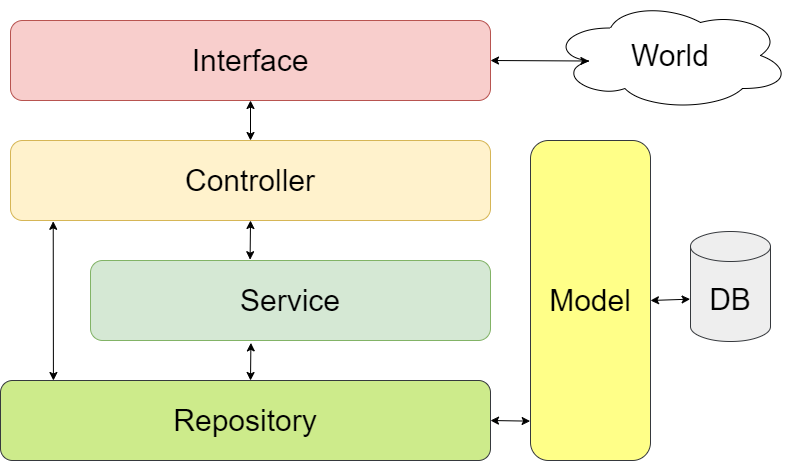 Interface
World
Controller
Service
Model
DB
Repository